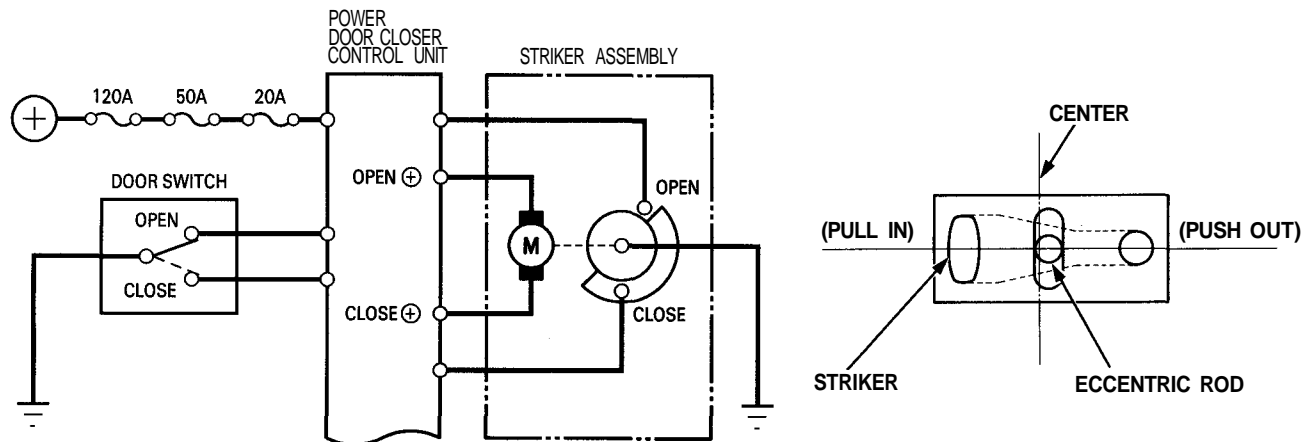 POWER
DOOR CLOSER
CONTROL UNIT
STRIKER ASSEMBLY
120A 50A 20A
DOOR SWITCH
OPEN
CLOSE
OPEN ⊕
CLOSE ⊕
M
OPEN
CLOSE
CENTER
(PULL IN)
(PUSH OUT)
STRIKER
ECCENTRIC ROD